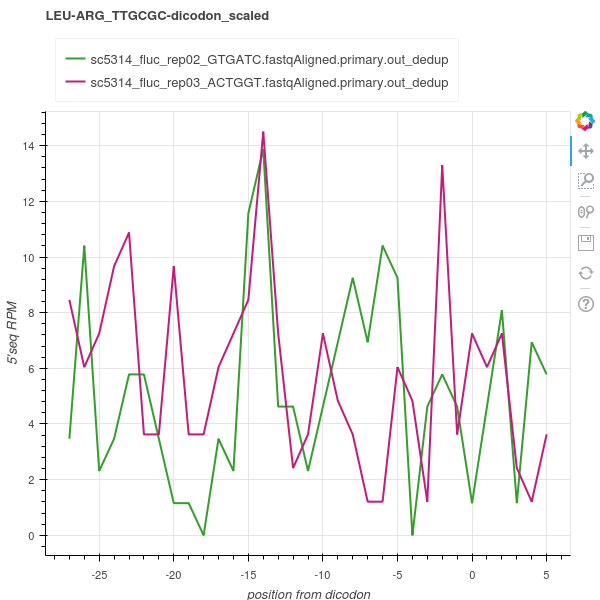 LEU-ARG_TTGCGC-dicodon_scaled
sc5314_fluc_rep02_GTGATC.fastqAligned.primary.out_dedup
sc5314_fluc_rep03_ACTGGT.fastqAligned.primary.out_dedup
14
12
10
8
6
4
2
0
5'seq RPM
-25 -20 -15 -10 -5 0 5
position from dicodon